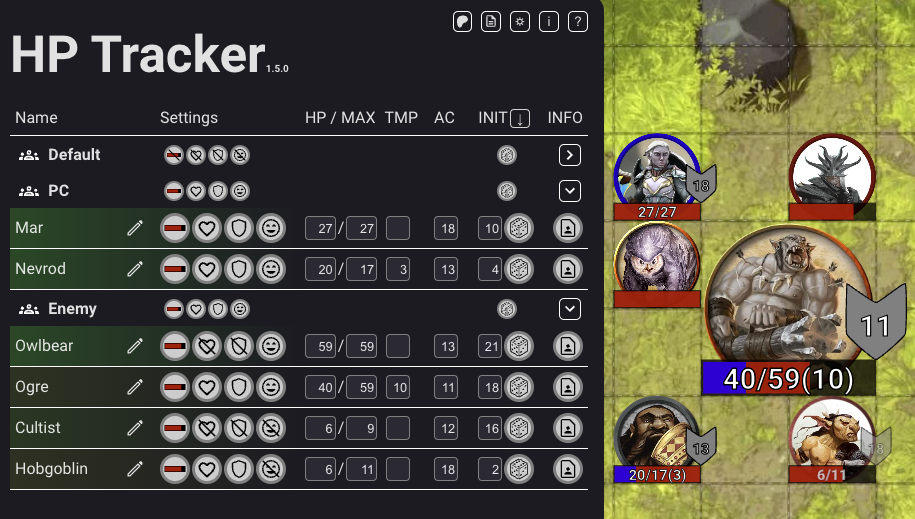 HP Tracker 1.5.0
Name Settings HP / MAX TMP AC INIT ↓ INFO
Default
PC
Mar 27 / 27 18 10
Nevrod 20 / 17 3 13 4
Enemy
Owlbear 59 / 59 13 21
Ogre 40 / 59 10 11 18
Cultist 6 / 9 12 16
Hobgoblin 6 / 11 18 2
18
27/27
11
40/59(10)
13
18
20/17(3)
6/11